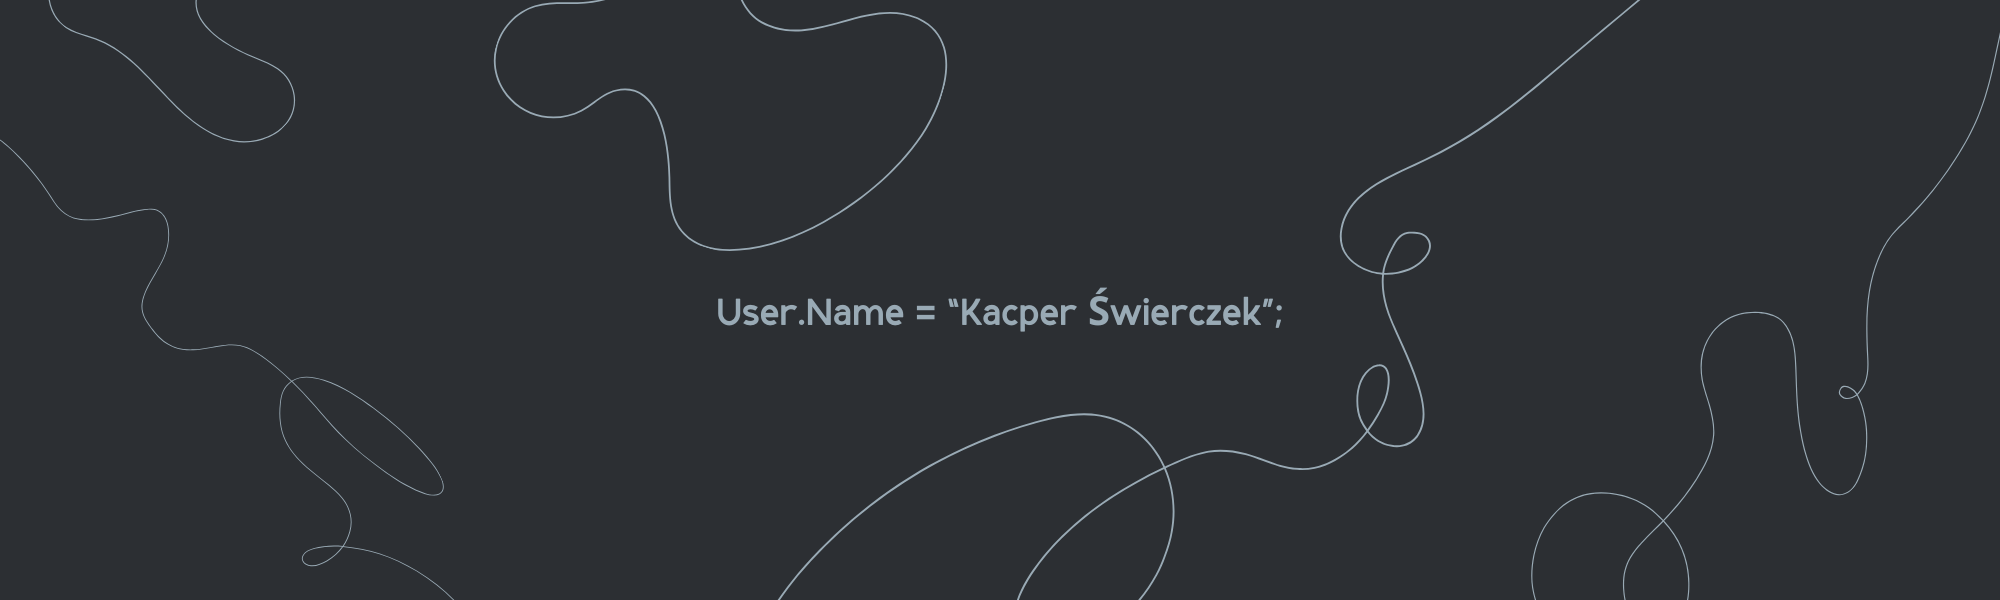 User.Name = “Kacper Świerczek”;